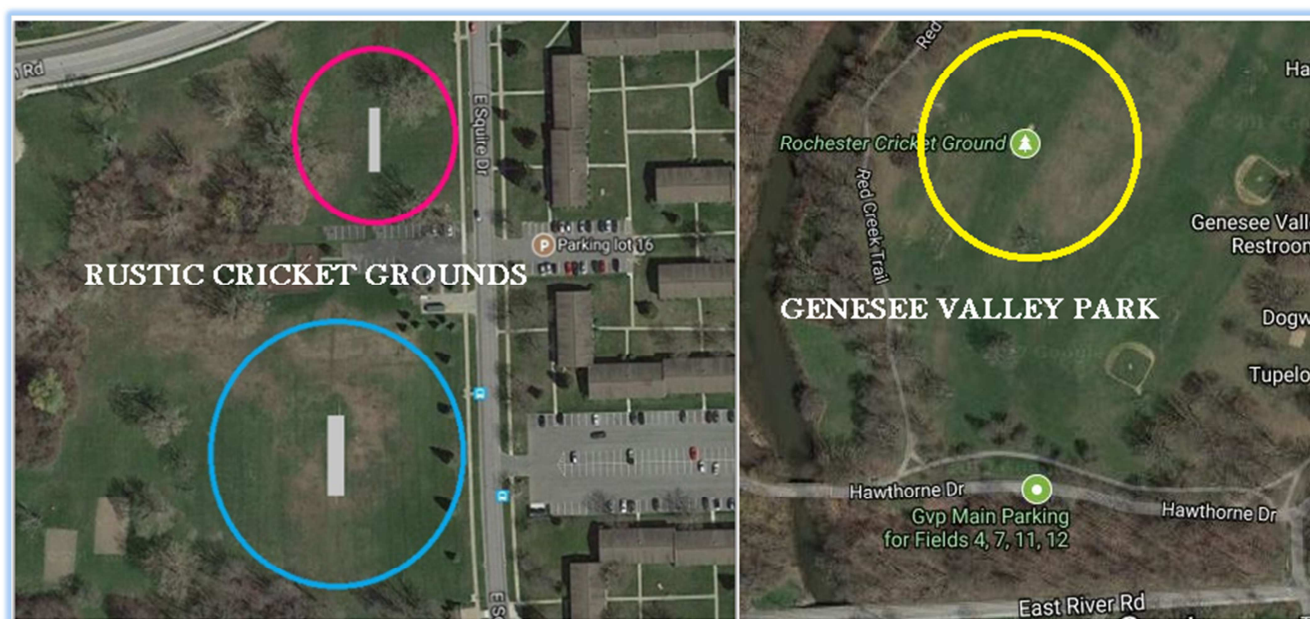 n Rd
E Squire Dr
Parking lot 16
RUSTIC CRICKET GROUNDS
E S
Red
Ha
Rochester Cricket Ground
Red Creek Trail
Genesee Vall
Restroom
GENESEE VALLEY PARK
Dogw
Tupelo
Hawthorne Dr
Gvp Main Parking
for Fields 4, 7, 11, 12
Hawthorne Dr
East River Rd